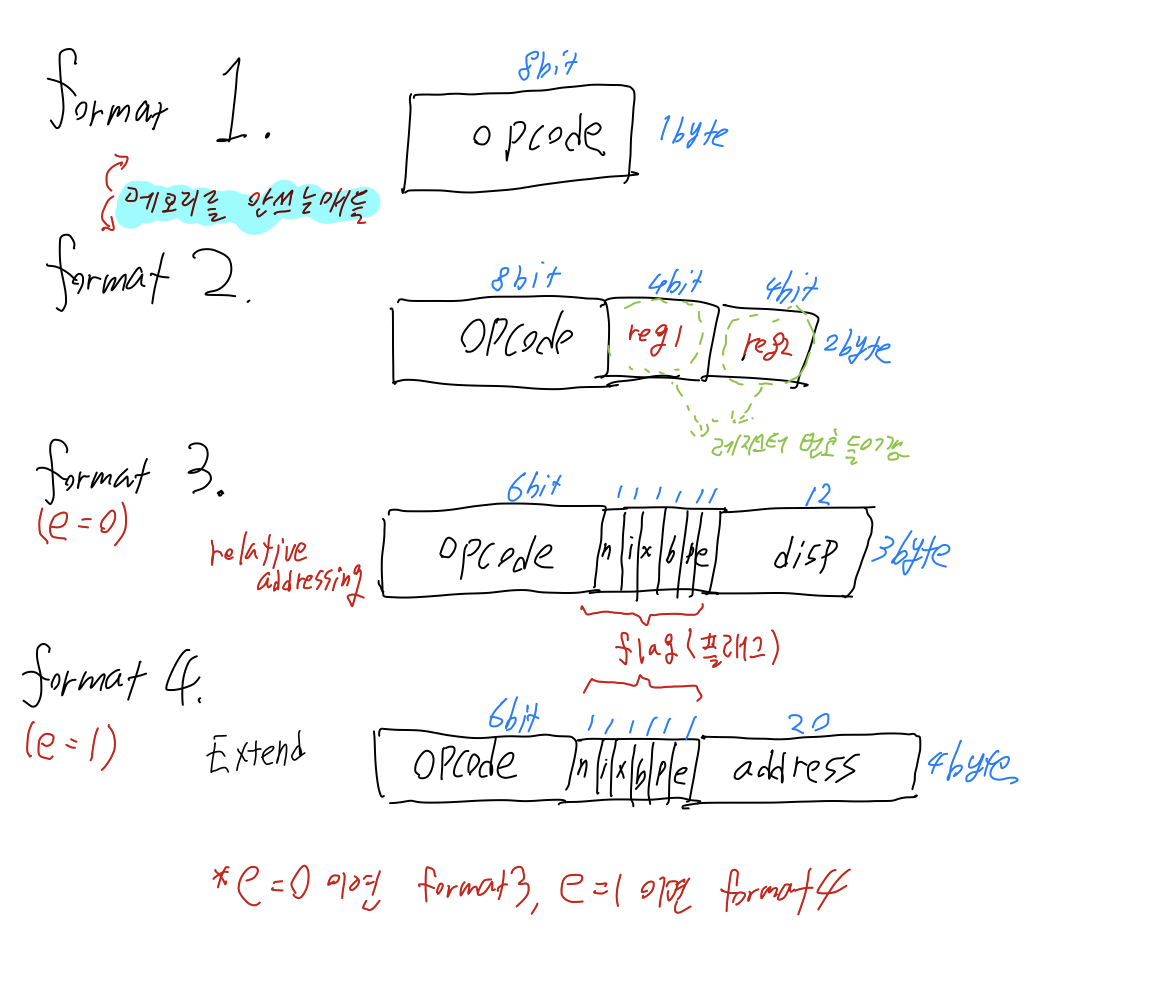 format 1.
8bit
opcode
1byte
메모리를 안쓰는애들
format 2.
8bit 4bit 4bit
OPCode reg1 reg2
2byte
레지스터 번호 들어감
format 3.
(e=0)
relative
addressing
6bit 1 1 1 1 1 1 12
OPCode n i x b p e disp
3byte
flag (플래그)
format 4.
(e=1)
Extend
6bit 1 1 1 1 1 1 20
OPCode n i x b p e address
4byte
*e=0 이면 format3, e=1 이면 format4